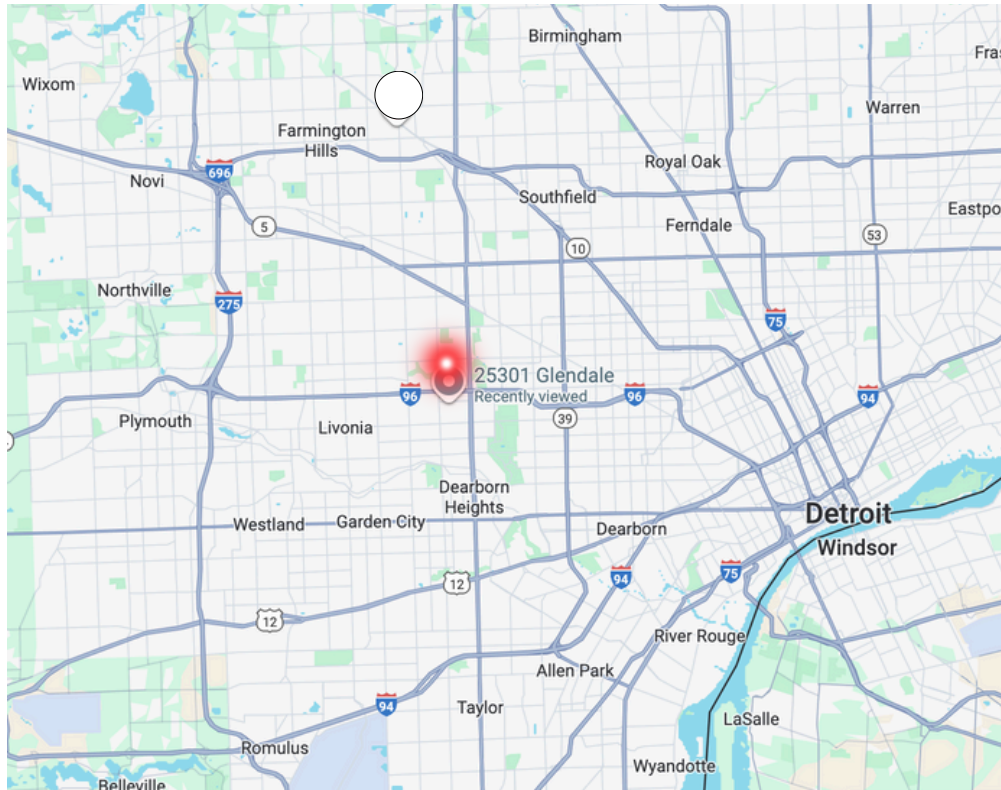 Birmingham
Fras
Wixom
Warren
Farmington
Hills
Royal Oak
696
Novi
Southfield
Eastpo
5
Ferndale
53
10
Northville
275
75
25301 Glendale
Recently viewed
96
96
94
39
Plymouth
Livonia
Dearborn
Heights
Westland
Garden City
Dearborn
Detroit
Windsor
12
94
75
12
River Rouge
Allen Park
94
Taylor
LaSalle
Romulus
Wyandotte
Belleville